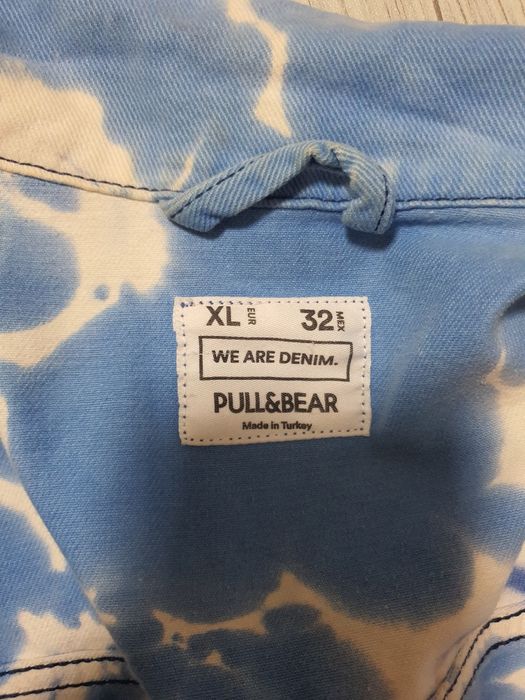 XL EUR 32 MEX
WE ARE DENIM.
PULL&BEAR
Made in Turkey